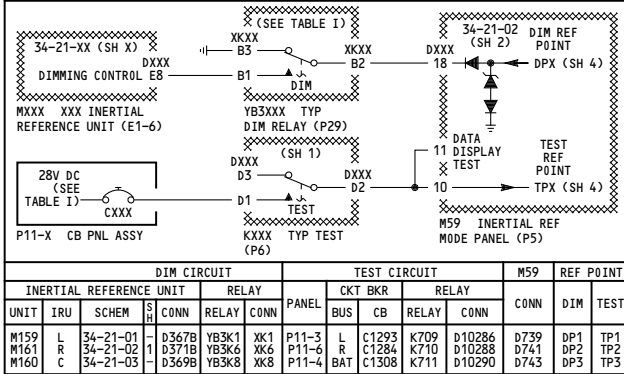 34-21-XX (SH X)
DXXX
DIMMING CONTROL E8
MXXX XXX INERTIAL
REFERENCE UNIT (E1-6)
(SEE TABLE I)
XKXX
B3
B1
XKXX
B2
DIM
YB3XXX TYP
DIM RELAY (P29)
DXXX
18
34-21-02
(SH 2)
DIM REF
POINT
DPX (SH 4)
28V DC
(SEE
TABLE I)
CXXX
P11-X CB PNL ASSY
(SH 1)
DXXX
D3
D1
DXXX
D2
TEST
KXXX TYP TEST
(P6)
11
DATA
DISPLAY
TEST
10
TEST
REF
POINT
TPX (SH 4)
M59 INERTIAL REF
MODE PANEL (P5)
DIM CIRCUIT TEST CIRCUIT M59 REF POINT
INERTIAL REFERENCE UNIT RELAY PANEL CKT BKR RELAY CONN DIM TEST
UNIT IRU SCHEM SH CONN RELAY CONN BUS CB RELAY CONN
M159 L 34-21-01 - D367B YB3K1 XK1 P11-3 L C1293 K709 D10286 D739 DP1 TP1
M161 R 34-21-02 1 D371B YB3K6 XK6 P11-6 R C1284 K710 D10288 D741 DP2 TP2
M160 C 34-21-03 - D369B YB3K8 XK8 P11-4 BAT C1308 K711 D10290 D743 DP3 TP3